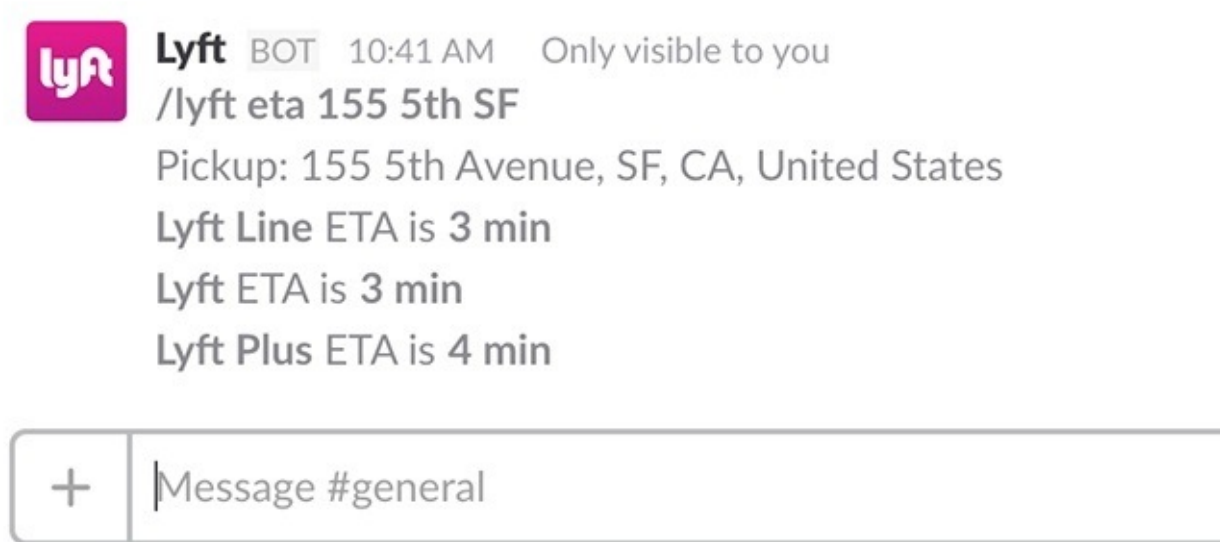 lyft
Lyft BOT 10:41 AM Only visible to you
/lyft eta 155 5th SF
Pickup: 155 5th Avenue, SF, CA, United States
Lyft Line ETA is 3 min
Lyft ETA is 3 min
Lyft Plus ETA is 4 min
+ Message #general